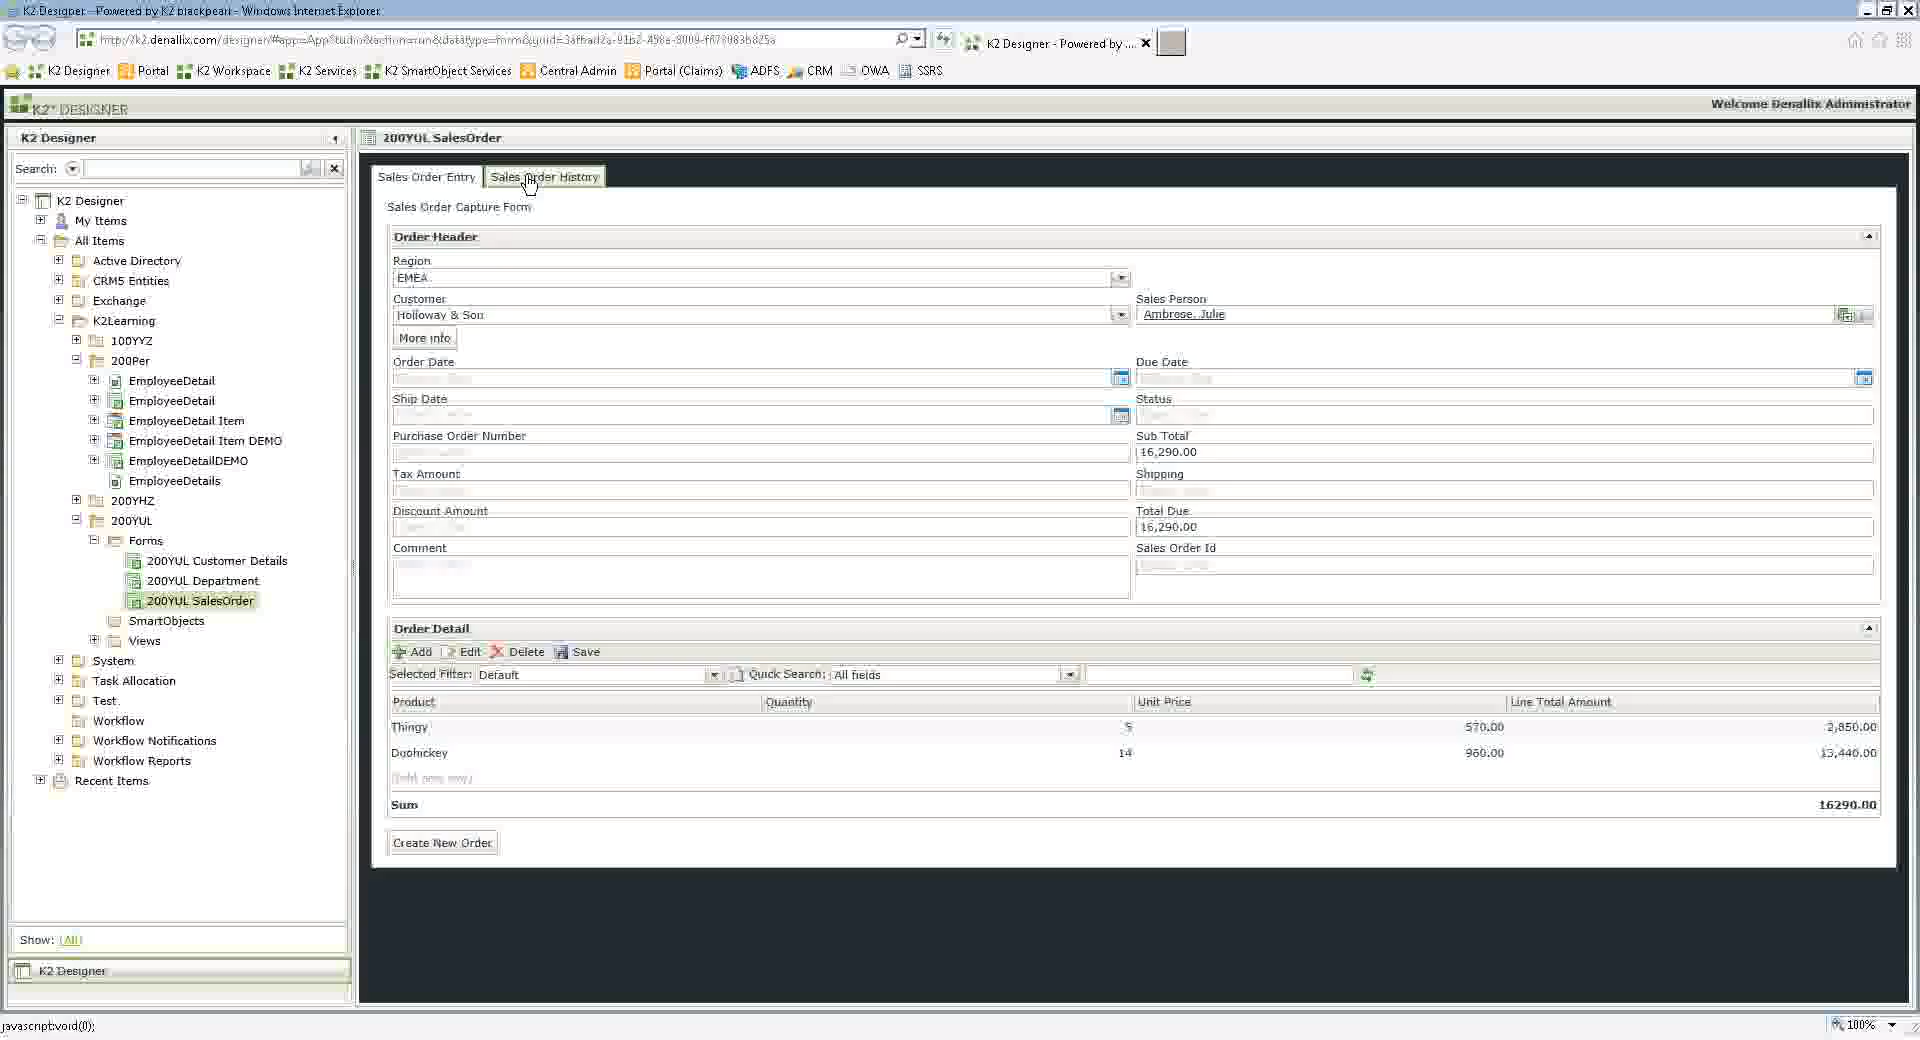 K2 Designer - Powered by K2 blackpearl - Windows Internet Explorer
K2 Designer - Powered by ....
K2 Designer Portal K2 Workspace K2 Services K2 SmartObject Services Central Admin Portal (Claims) ADFS CRM OWA SSRS
K2* DESIGNER
Welcome Denallix Administrator
K2 Designer
Search:
K2 Designer
My Items
All Items
Active Directory
CRM5 Entities
Exchange
K2Learning
100YYZ
200Per
EmployeeDetail
EmployeeDetail
EmployeeDetail Item
EmployeeDetail Item DEMO
EmployeeDetailDEMO
EmployeeDetails
200YHZ
200YUL
Forms
200YUL Customer Details
200YUL Department
200YUL SalesOrder
SmartObjects
Views
System
Task Allocation
Test
Workflow
Workflow Notifications
Workflow Reports
Recent Items
Show: (All)
K2 Designer
200YUL SalesOrder
Sales Order Entry
Sales Order History
Sales Order Capture Form
Order Header
Region
EMEA
Customer
Sales Person
Holloway & Son
Ambrose, Julie
More info
Order Date
Due Date
Ship Date
Status
Purchase Order Number
Sub Total
16,290.00
Tax Amount
Shipping
Discount Amount
Total Due
16,290.00
Comment
Sales Order Id
Order Detail
Add Edit Delete Save
Selected Filter: Default Quick Search: All fields
Product Quantity Unit Price Line Total Amount
Thingy 5 570.00 2,850.00
Doohickey 14 960.00 13,440.00
(Add new row)
Sum 16290.00
Create New Order
javascript:void(0);
100%